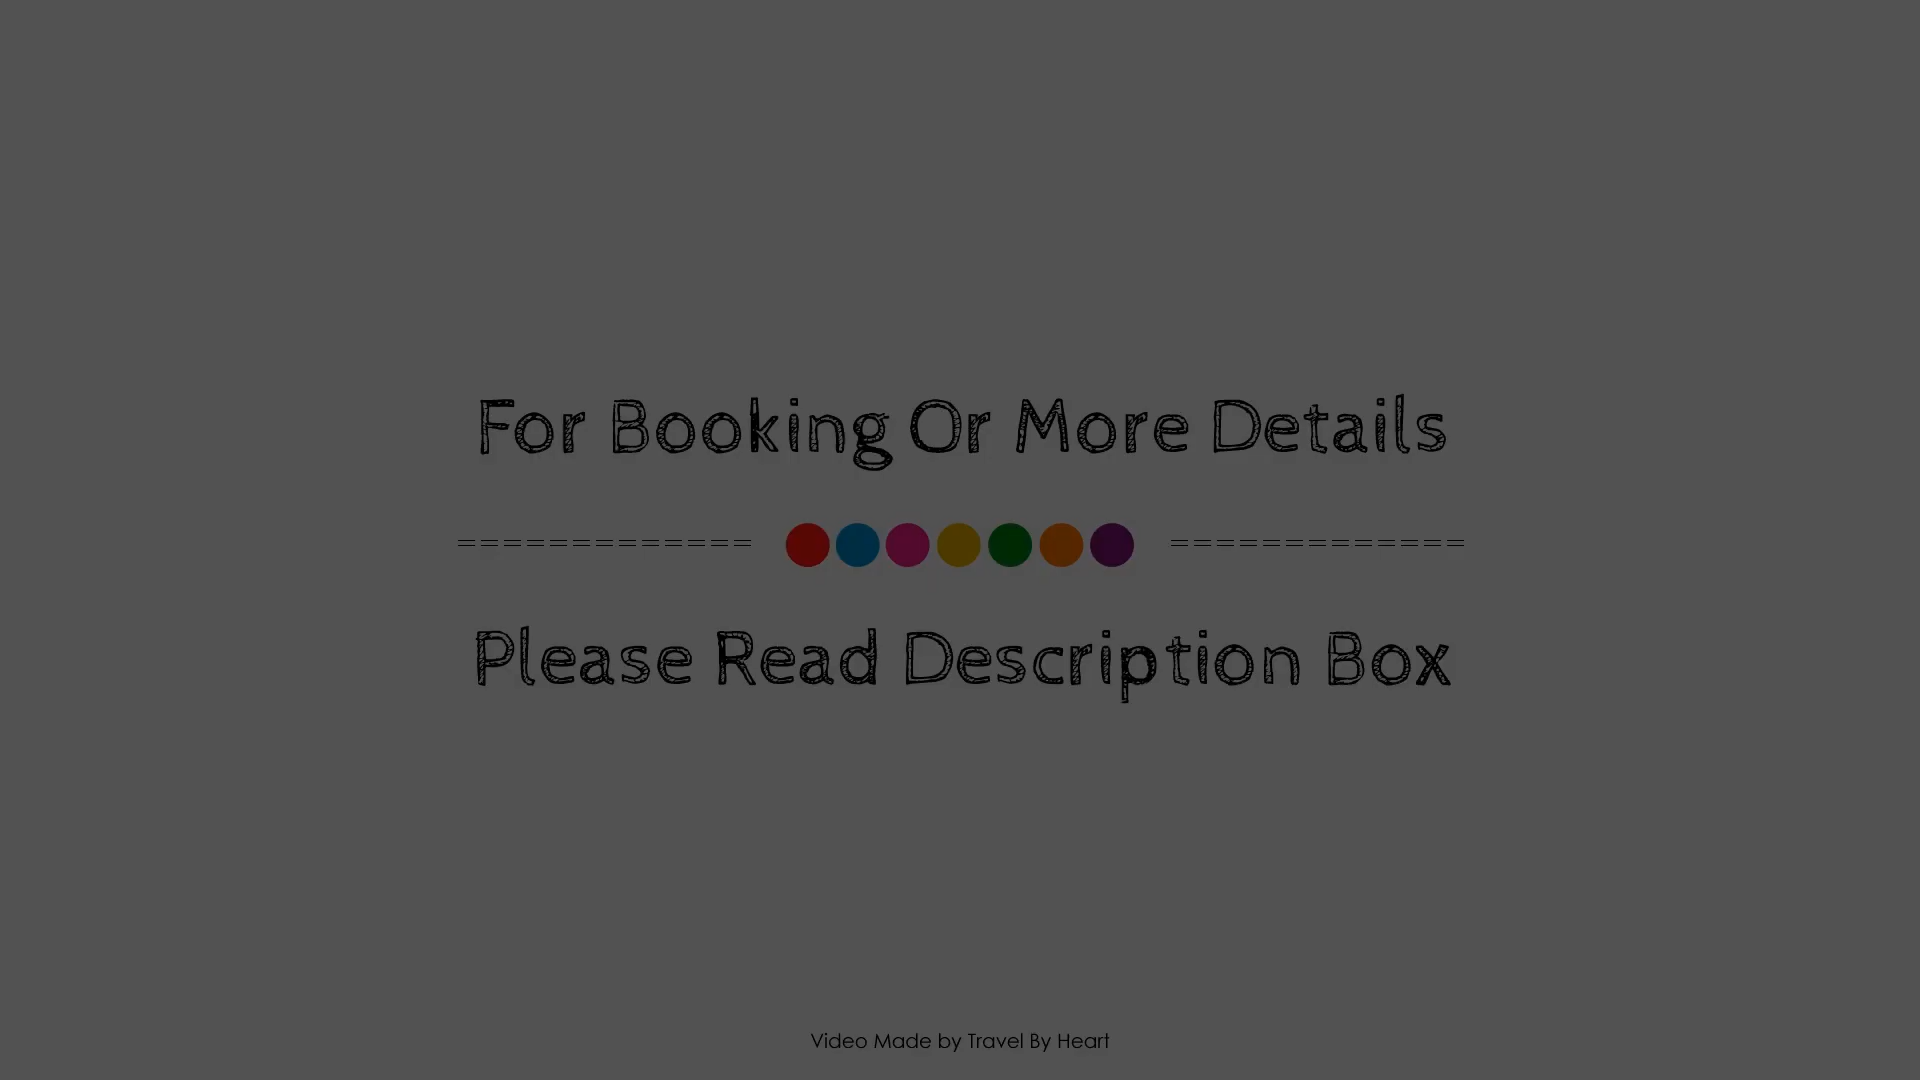 For Booking Or More Details
============= =============
Please Read Description Box
Video Made by Travel By Heart